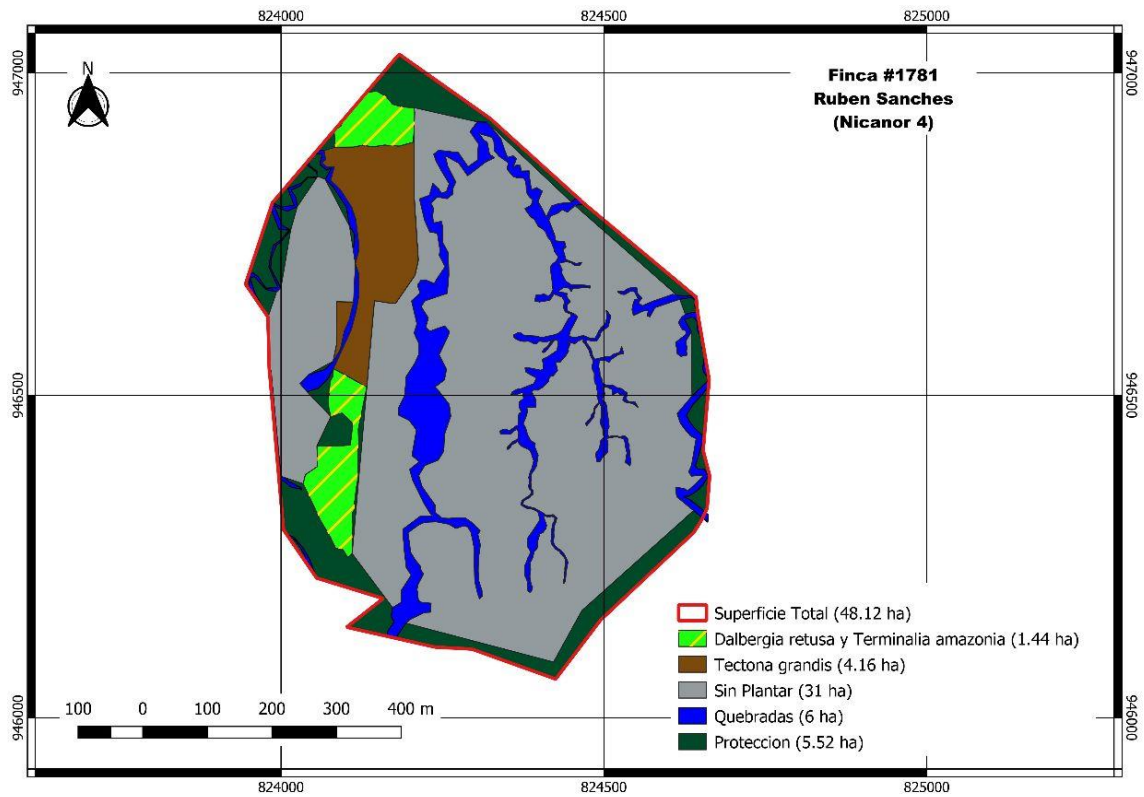 824000 824500 825000
947000 947000
N
Finca #1781
Ruben Sanches
(Nicanor 4)
946500 946500
Superficie Total (48.12 ha)
Dalbergia retusa y Terminalia amazonia (1.44 ha)
Tectona grandis (4.16 ha)
Sin Plantar (31 ha)
Quebradas (6 ha)
Proteccion (5.52 ha)
100 0 100 200 300 400 m
946000 946000
824000 824500 825000